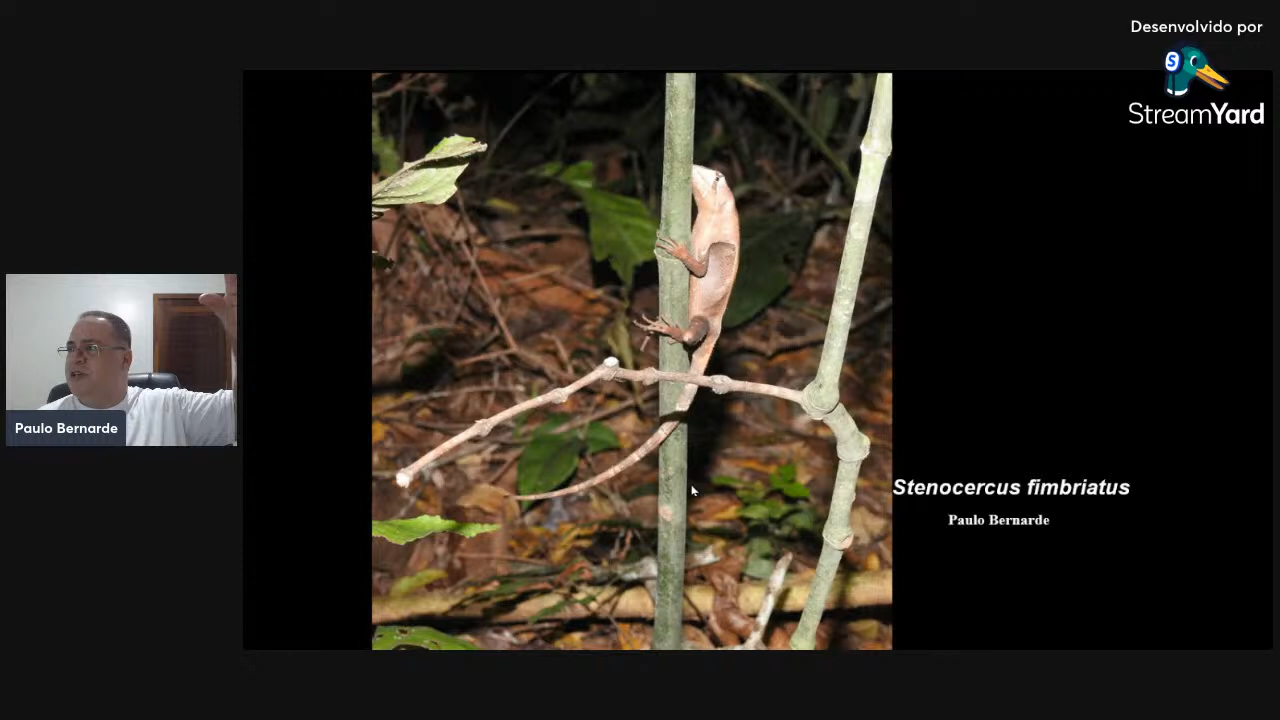 Desenvolvido por
StreamYard
Paulo Bernarde
Stenocercus fimbriatus
Paulo Bernarde